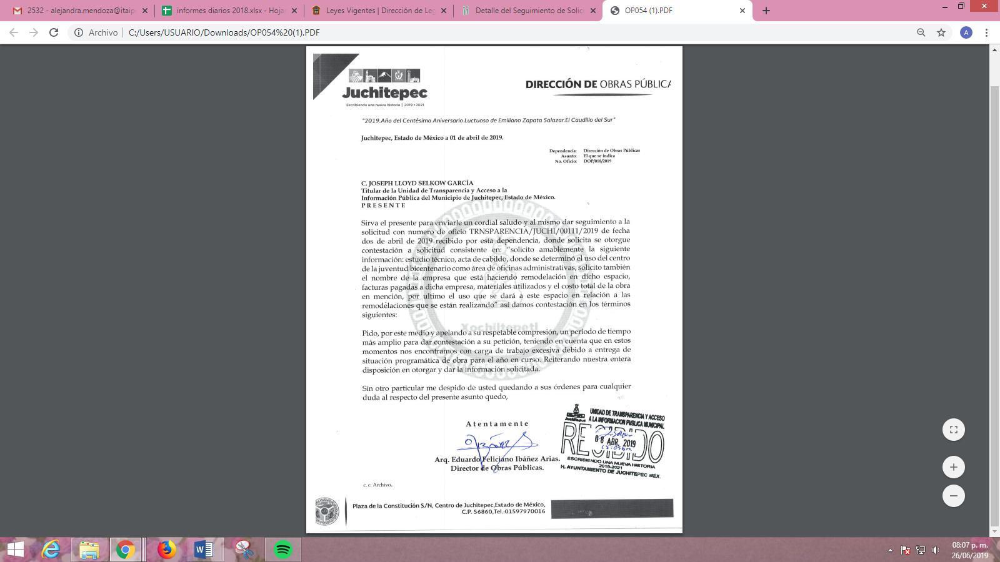 2532 - alejandra.mendoza@itaip
informes diarios 2018.xlsx - Hoja
Leyes Vigentes | Dirección de Leg
Detalle del Seguimiento de Solici
OP054 (1).PDF
Archivo
C:/Users/USUARIO/Downloads/OP054%20(1).PDF
A
Juchitepec
Escribiendo una nueva historia | 2019 • 2021
DIRECCIÓN DE OBRAS PÚBLICA
"2019.Año del Centésimo Aniversario Luctuoso de Emiliano Zapata Salazar.El Caudillo del Sur"
Juchitepec, Estado de México a 01 de abril de 2019.
Dependencia: Dirección de Obras Públicas
Asunto: El que se indica
No. Oficio: DOP/018/2019
C. JOSEPH LLOYD SELKOW GARCÍA
Titular de la Unidad de Transparencia y Acceso a la
Información Pública del Municipio de Juchitepec, Estado de México.
P R E S E N T E
Sirva el presente para enviarle un cordial saludo y al mismo dar seguimiento a la
solicitud con numero de oficio TRNSPARENCIA/JUCHI/00111/2019 de fecha
dos de abril de 2019 recibido por esta dependencia, donde solicita se otorgue
contestación a solicitud consistente en: "solicito amablemente la siguiente
información: estudio técnico, acta de cabildo, donde se determinó el uso del centro
de la juventud bicentenario como área de oficinas administrativas, solicito también
el nombre de la empresa que está haciendo remodelación en dicho espacio,
facturas pagadas a dicha empresa, materiales utilizados y el costo total de la obra
en mención, por ultimo el uso que se dará a este espacio en relación a las
remodelaciones que se están realizando" así damos contestación en los términos
siguientes:
Xochiltepetl
Pido, por este medio y apelando a su respetable compresión, un periodo de tiempo
más amplio para dar contestación a su petición, teniendo en cuenta que en estos
momentos nos encontramos con carga de trabajo excesiva debido a entrega de
situación programática de obra para el año en curso. Reiterando nuestra entera
disposición en otorgar y dar la información solicitada.
Sin otro particular me despido de usted quedando a sus órdenes para cualquier
duda al respecto del presente asunto quedo,
A t e n t a m e n t e
Arq. Eduardo Feliciano Ibáñez Arias.
Director de Obras Públicas.
Juchitepec
UNIDAD DE TRANSPARENCIA Y ACCESO
A LA INFORMACION PUBLICA MUNICIPAL
RECIBIDO
08 ABR. 2019
ESCRIBIENDO UNA NUEVA HISTORIA
2019-2021
H. AYUNTAMIENTO DE JUCHITEPEC MEX.
c. c. Archivo.
Plaza de la Constitución S/N, Centro de Juchitepec,Estado de México,
C.P. 56860,Tel.:01597970016
08:07 p. m.
26/06/2019